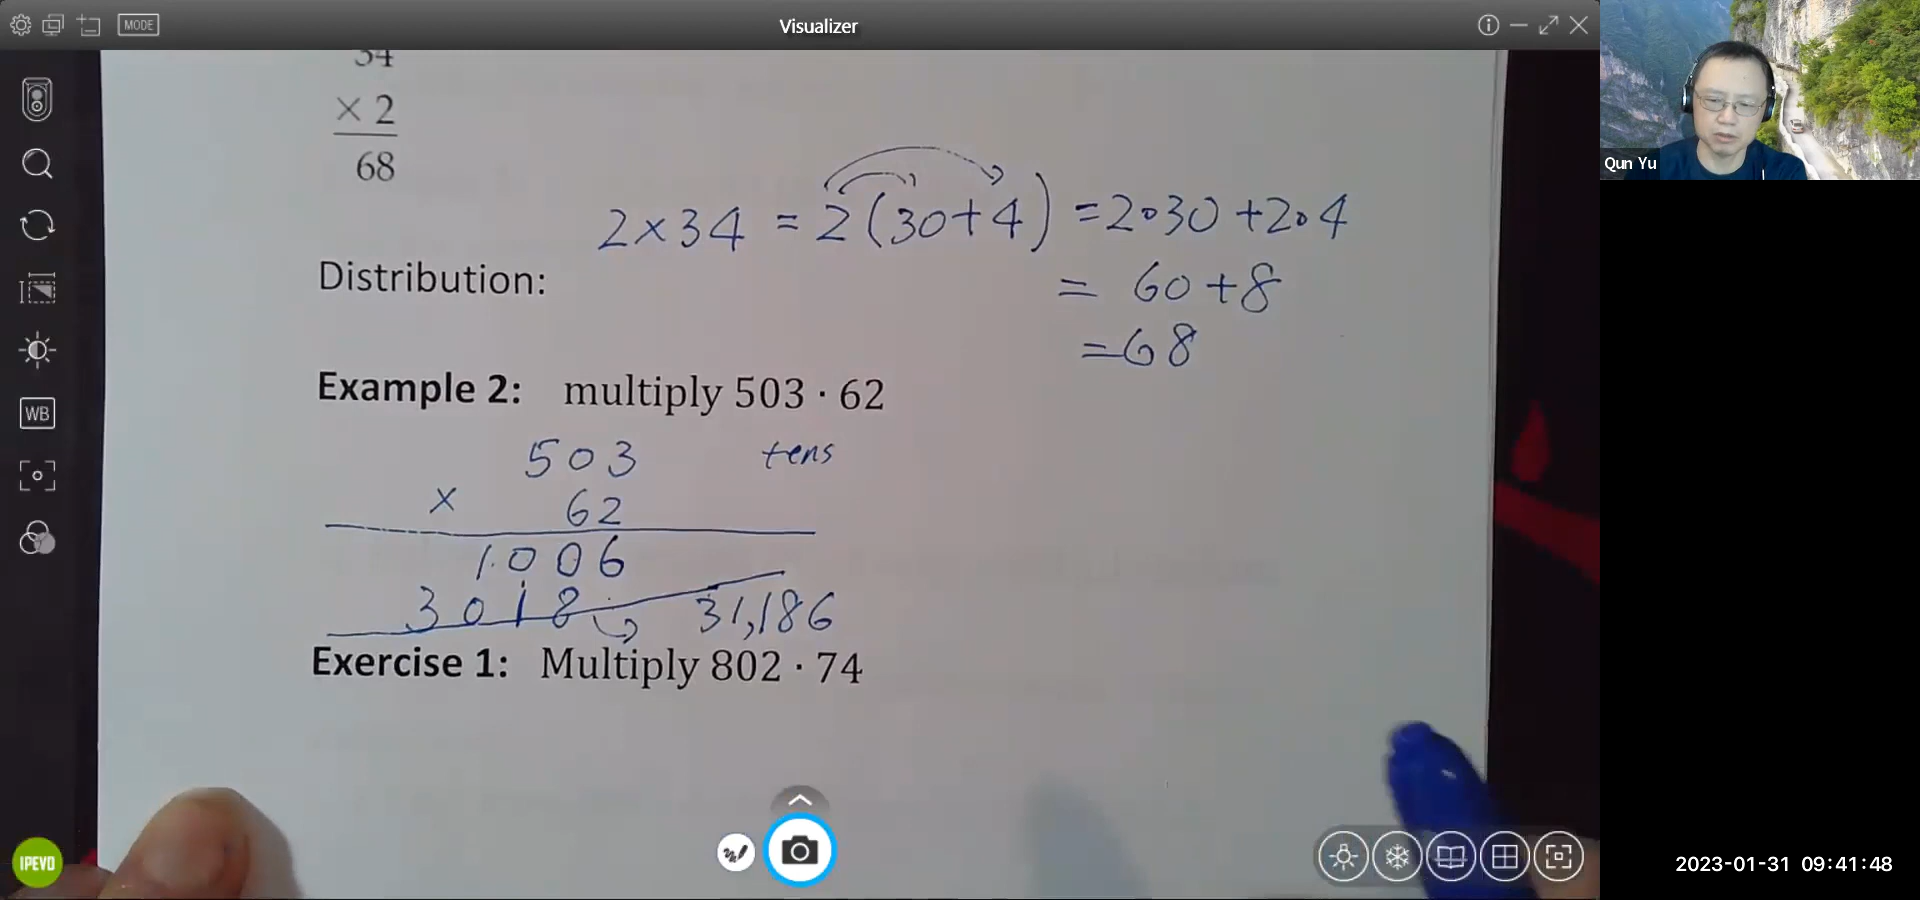 MODE
Visualizer
34
× 2
68
2×34 = 2(30+4) = 2·30 + 2·4
Distribution:
= 60 + 8
= 68
Example 2: multiply 503 · 62
503 tens
× 62
1006
3018 31,186
Exercise 1: Multiply 802 · 74
WB
IPEVO
Qun Yu
2023-01-31 09:41:48